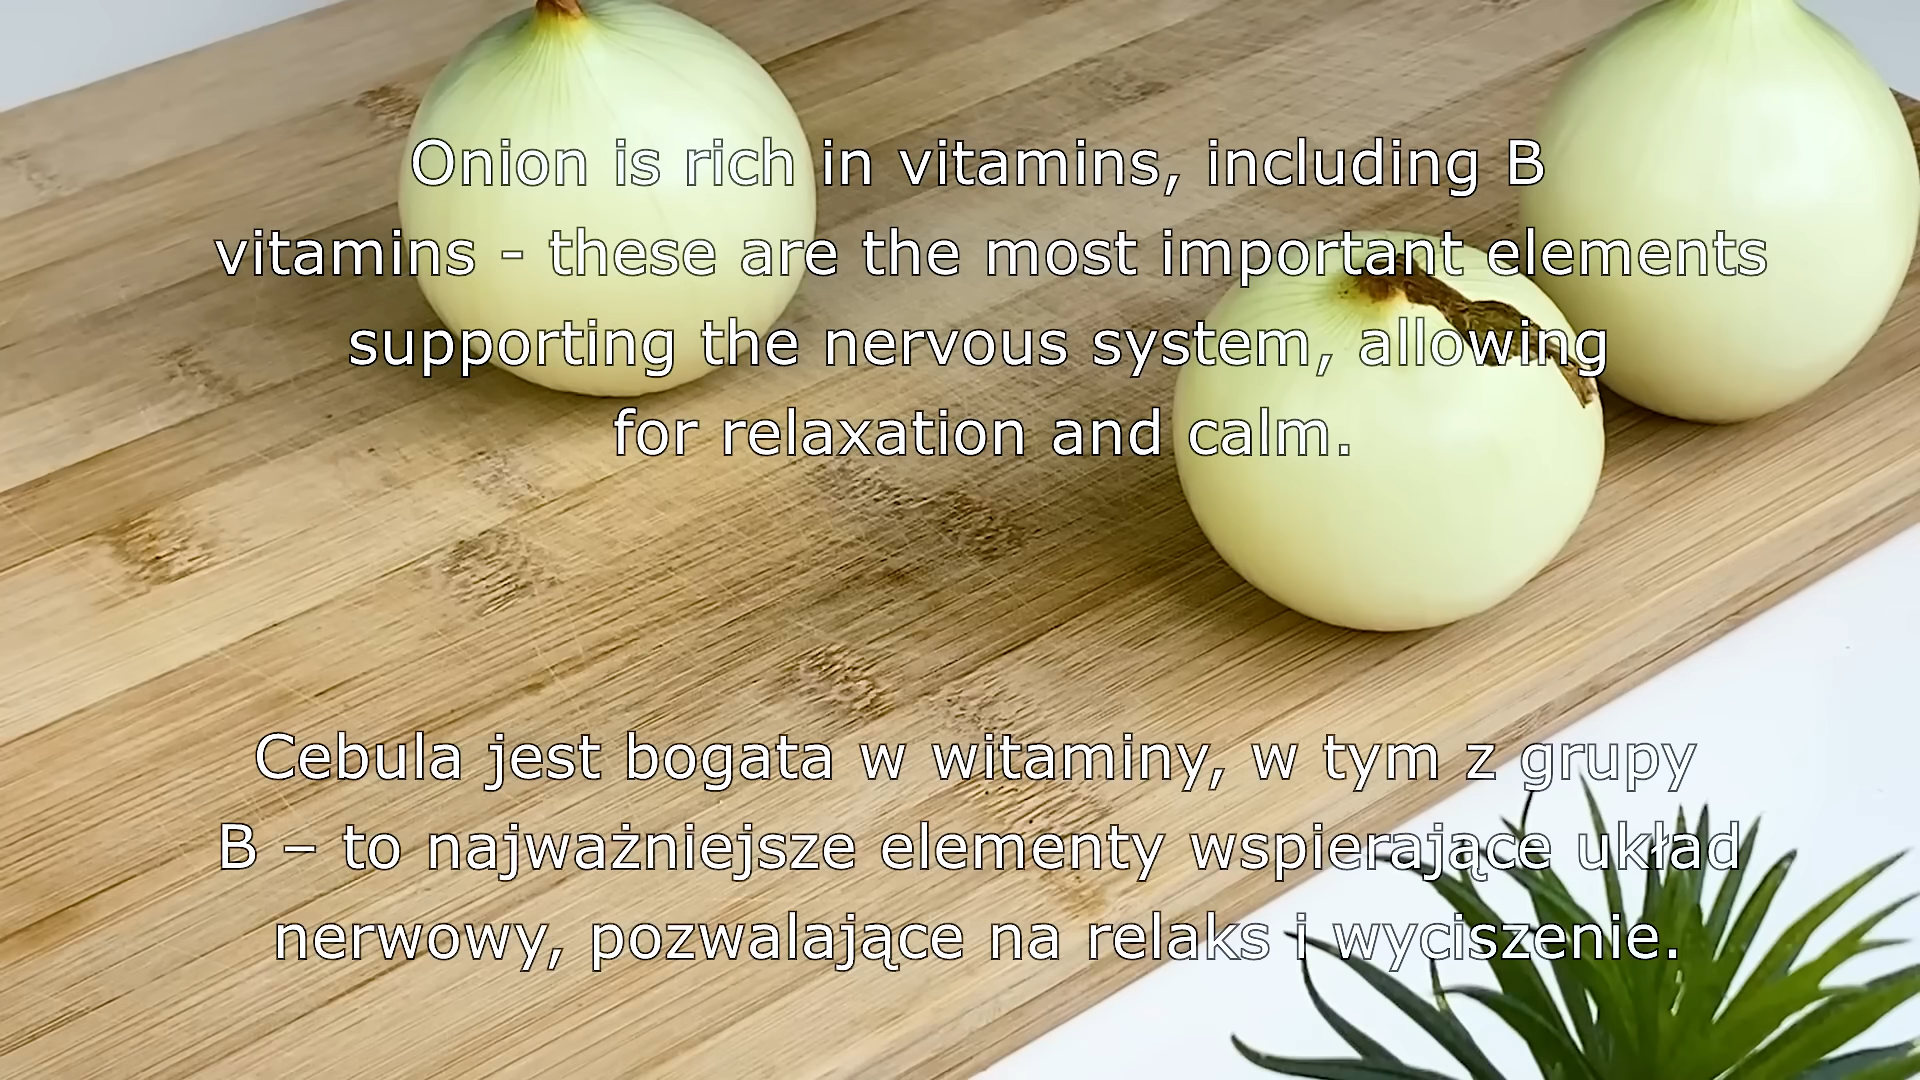 Onion is rich in vitamins, including B
vitamins - these are the most important elements
supporting the nervous system, allowing
for relaxation and calm.
Cebula jest bogata w witaminy, w tym z grupy
B – to najważniejsze elementy wspierające układ
nerwowy, pozwalające na relaks i wyciszenie.